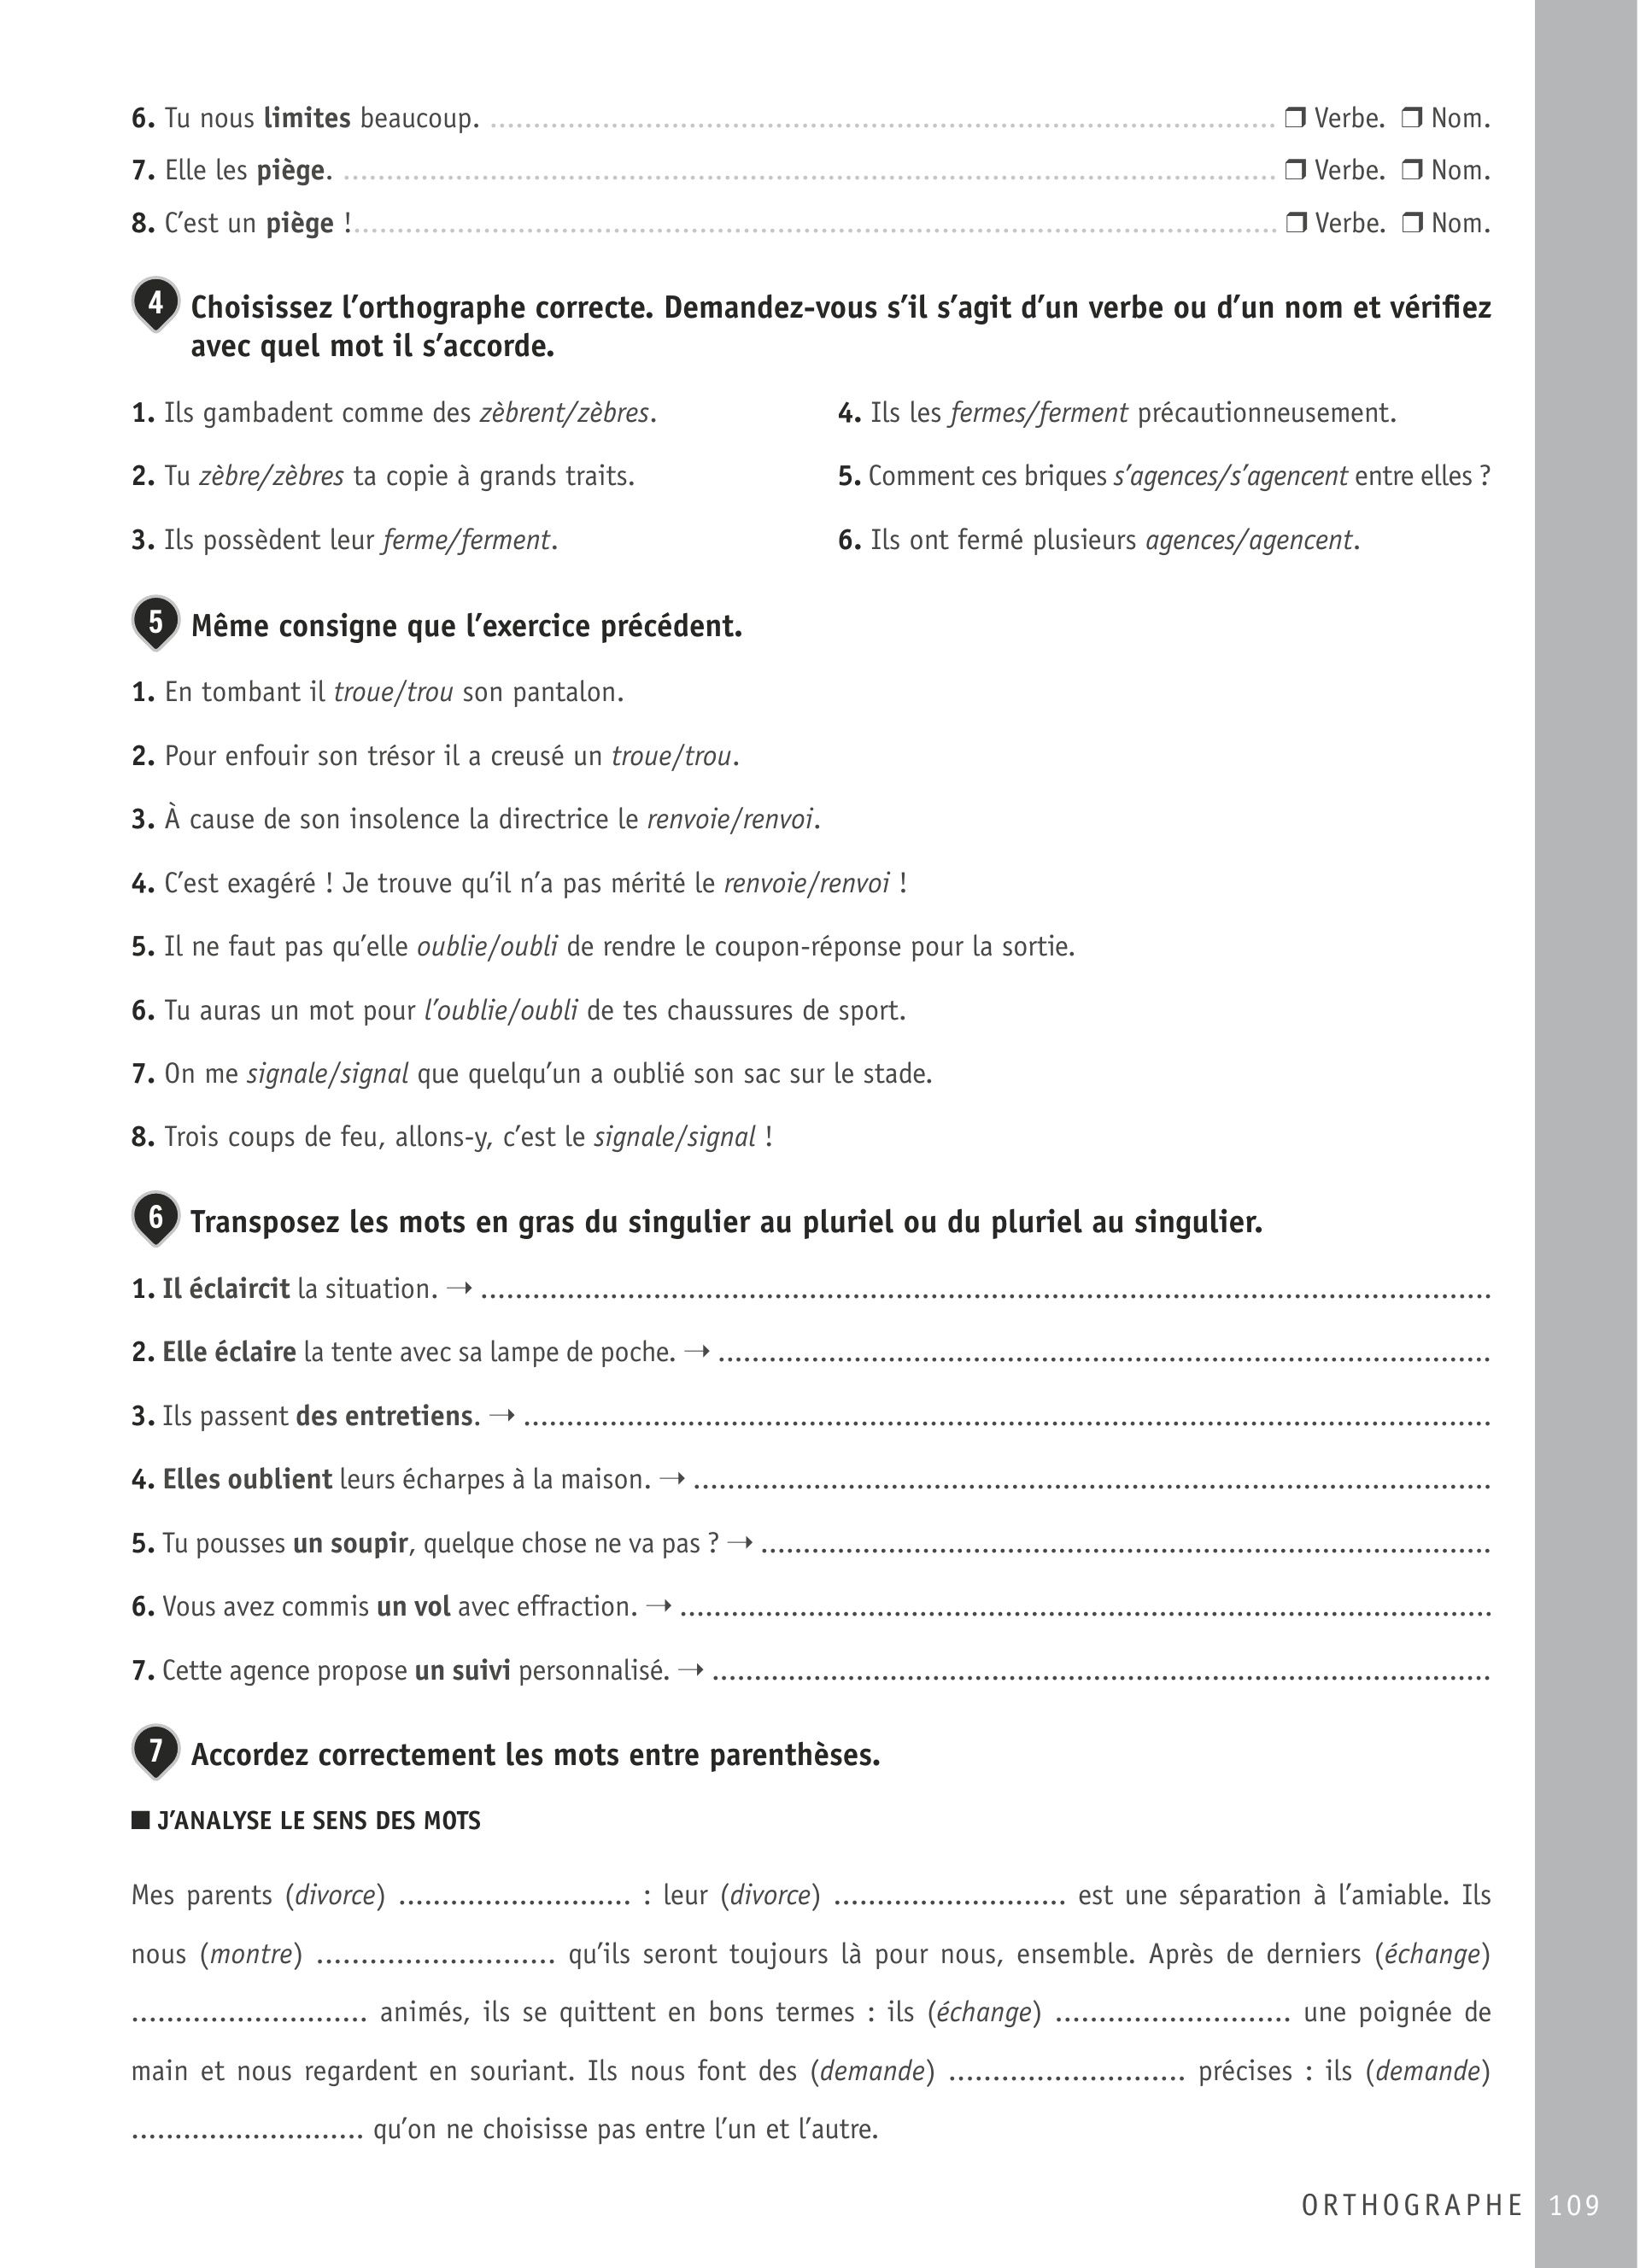 6. Tu nous limites beaucoup. ........................................ ❒ Verbe. ❒ Nom.
7. Elle les piège. ........................................ ❒ Verbe. ❒ Nom.
8. C’est un piège !........................................ ❒ Verbe. ❒ Nom.
4 Choisissez l’orthographe correcte. Demandez-vous s’il s’agit d’un verbe ou d’un nom et vérifiez
avec quel mot il s’accorde.
1. Ils gambadent comme des zèbrent/zèbres.
2. Tu zèbre/zèbres ta copie à grands traits.
3. Ils possèdent leur ferme/ferment.
4. Ils les fermes/ferment précautionneusement.
5. Comment ces briques s’agences/s’agencent entre elles ?
6. Ils ont fermé plusieurs agences/agencent.
5 Même consigne que l’exercice précédent.
1. En tombant il troue/trou son pantalon.
2. Pour enfouir son trésor il a creusé un troue/trou.
3. À cause de son insolence la directrice le renvoie/renvoi.
4. C’est exagéré ! Je trouve qu’il n’a pas mérité le renvoie/renvoi !
5. Il ne faut pas qu’elle oublie/oubli de rendre le coupon-réponse pour la sortie.
6. Tu auras un mot pour l’oublie/oubli de tes chaussures de sport.
7. On me signale/signal que quelqu’un a oublié son sac sur le stade.
8. Trois coups de feu, allons-y, c’est le signale/signal !
6 Transposez les mots en gras du singulier au pluriel ou du pluriel au singulier.
1. Il éclaircit la situation. → ........................................
2. Elle éclaire la tente avec sa lampe de poche. → ........................................
3. Ils passent des entretiens. → ........................................
4. Elles oublient leurs écharpes à la maison. → ........................................
5. Tu pousses un soupir, quelque chose ne va pas ? → ........................................
6. Vous avez commis un vol avec effraction. → ........................................
7. Cette agence propose un suivi personnalisé. → ........................................
7 Accordez correctement les mots entre parenthèses.
■ J’ANALYSE LE SENS DES MOTS
Mes parents (divorce) ........................... : leur (divorce) ........................... est une séparation à l’amiable. Ils
nous (montre) ........................... qu’ils seront toujours là pour nous, ensemble. Après de derniers (échange)
........................... animés, ils se quittent en bons termes : ils (échange) ........................... une poignée de
main et nous regardent en souriant. Ils nous font des (demande) ........................... précises : ils (demande)
........................... qu’on ne choisisse pas entre l’un et l’autre.
ORTHOGRAPHE 109